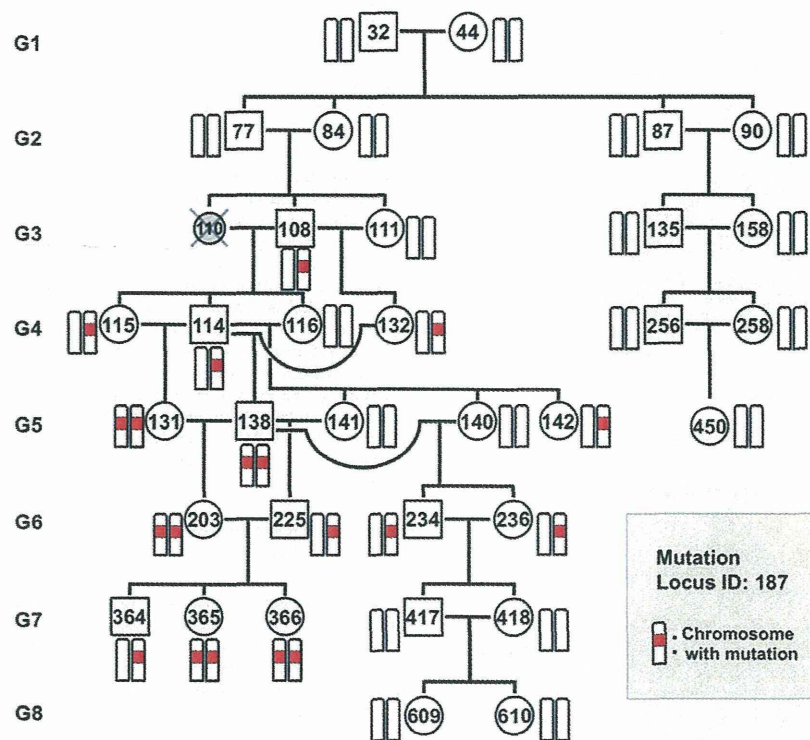 G1
32
44
G2
77
84
87
90
G3
110
108
111
135
158
G4
115
114
116
132
256
258
G5
131
138
141
140
142
450
G6
203
225
234
236
Mutation
Locus ID: 187
G7
364
365
366
417
418
: Chromosome
with mutation
G8
609
610